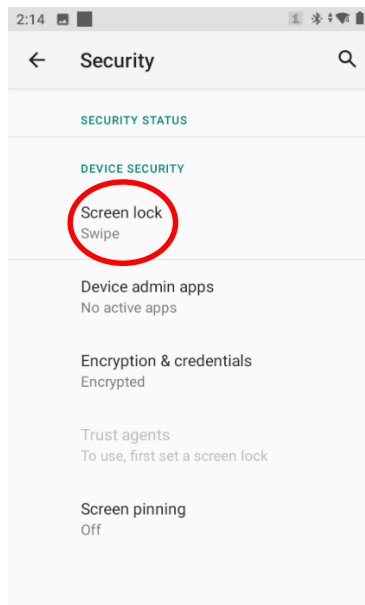 2:14
Security
SECURITY STATUS
DEVICE SECURITY
Screen lock
Swipe
Device admin apps
No active apps
Encryption & credentials
Encrypted
Trust agents
To use, first set a screen lock
Screen pinning
Off